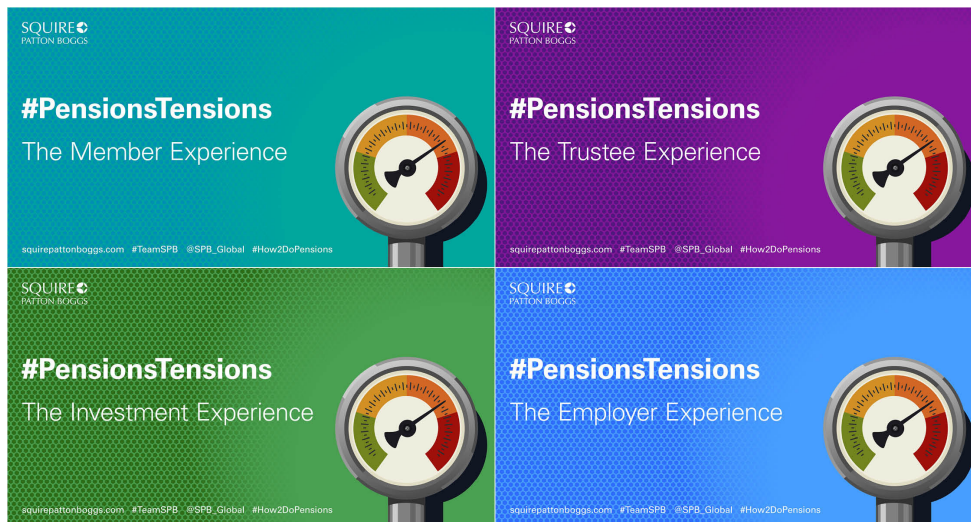 SQUIRE
PATTON BOGGS
#PensionsTensions
The Member Experience
squirepattonboggs.com #TeamSPB @SPB_Global #How2DoPensions
SQUIRE
PATTON BOGGS
#PensionsTensions
The Trustee Experience
squirepattonboggs.com #TeamSPB @SPB_Global #How2DoPensions
SQUIRE
PATTON BOGGS
#PensionsTensions
The Investment Experience
squirepattonboggs.com #TeamSPB @SPB_Global #How2DoPensions
SQUIRE
PATTON BOGGS
#PensionsTensions
The Employer Experience
squirepattonboggs.com #TeamSPB @SPB_Global #How2DoPensions